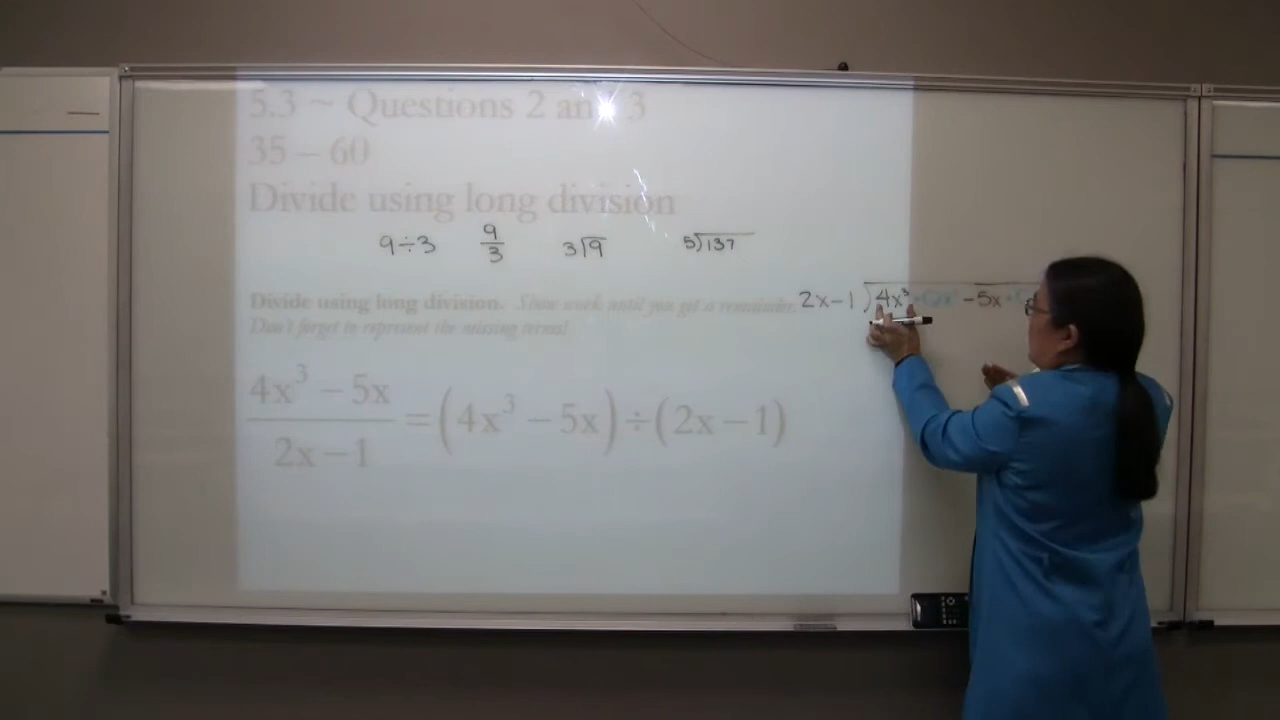 5.3 ~ Questions 2 an 3
35 – 60
Divide using long division
9÷3 9/3 3)9 5)137
Divide using long division. Show work until you get a remainder.
Don't forget to represent the missing terms!
2x-1 )4x³ -5x
(4x³ – 5x)/(2x – 1) = (4x³ – 5x) ÷ (2x – 1)